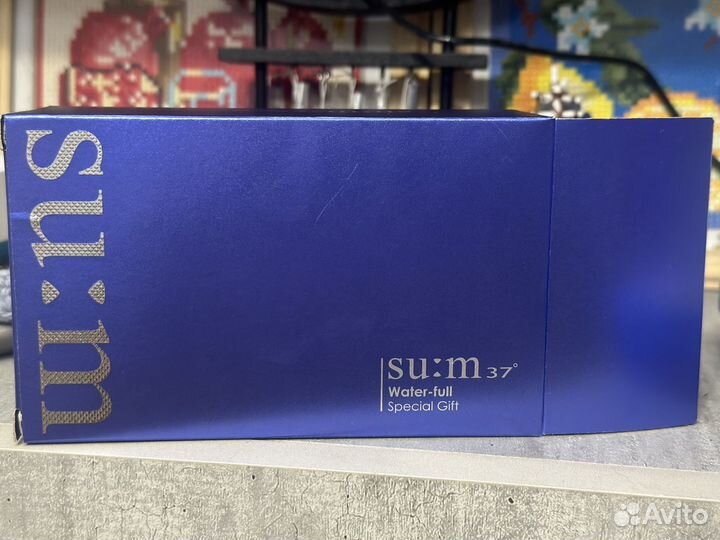 su:m
su:m37°
Water-full
Special Gift
Avito